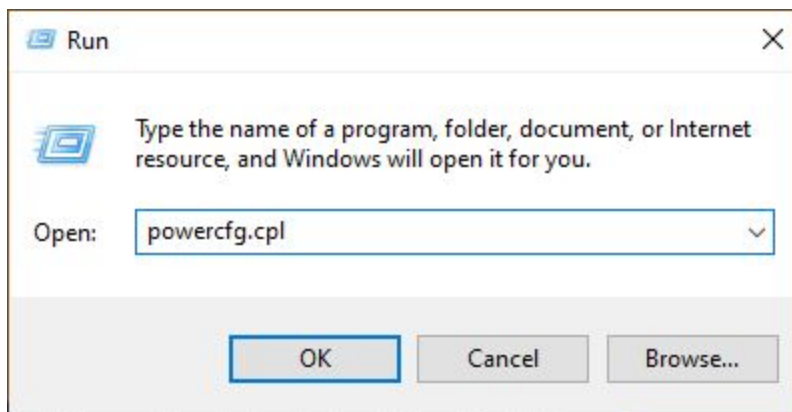 Run
Type the name of a program, folder, document, or Internet
resource, and Windows will open it for you.
Open: powercfg.cpl
OK Cancel Browse...